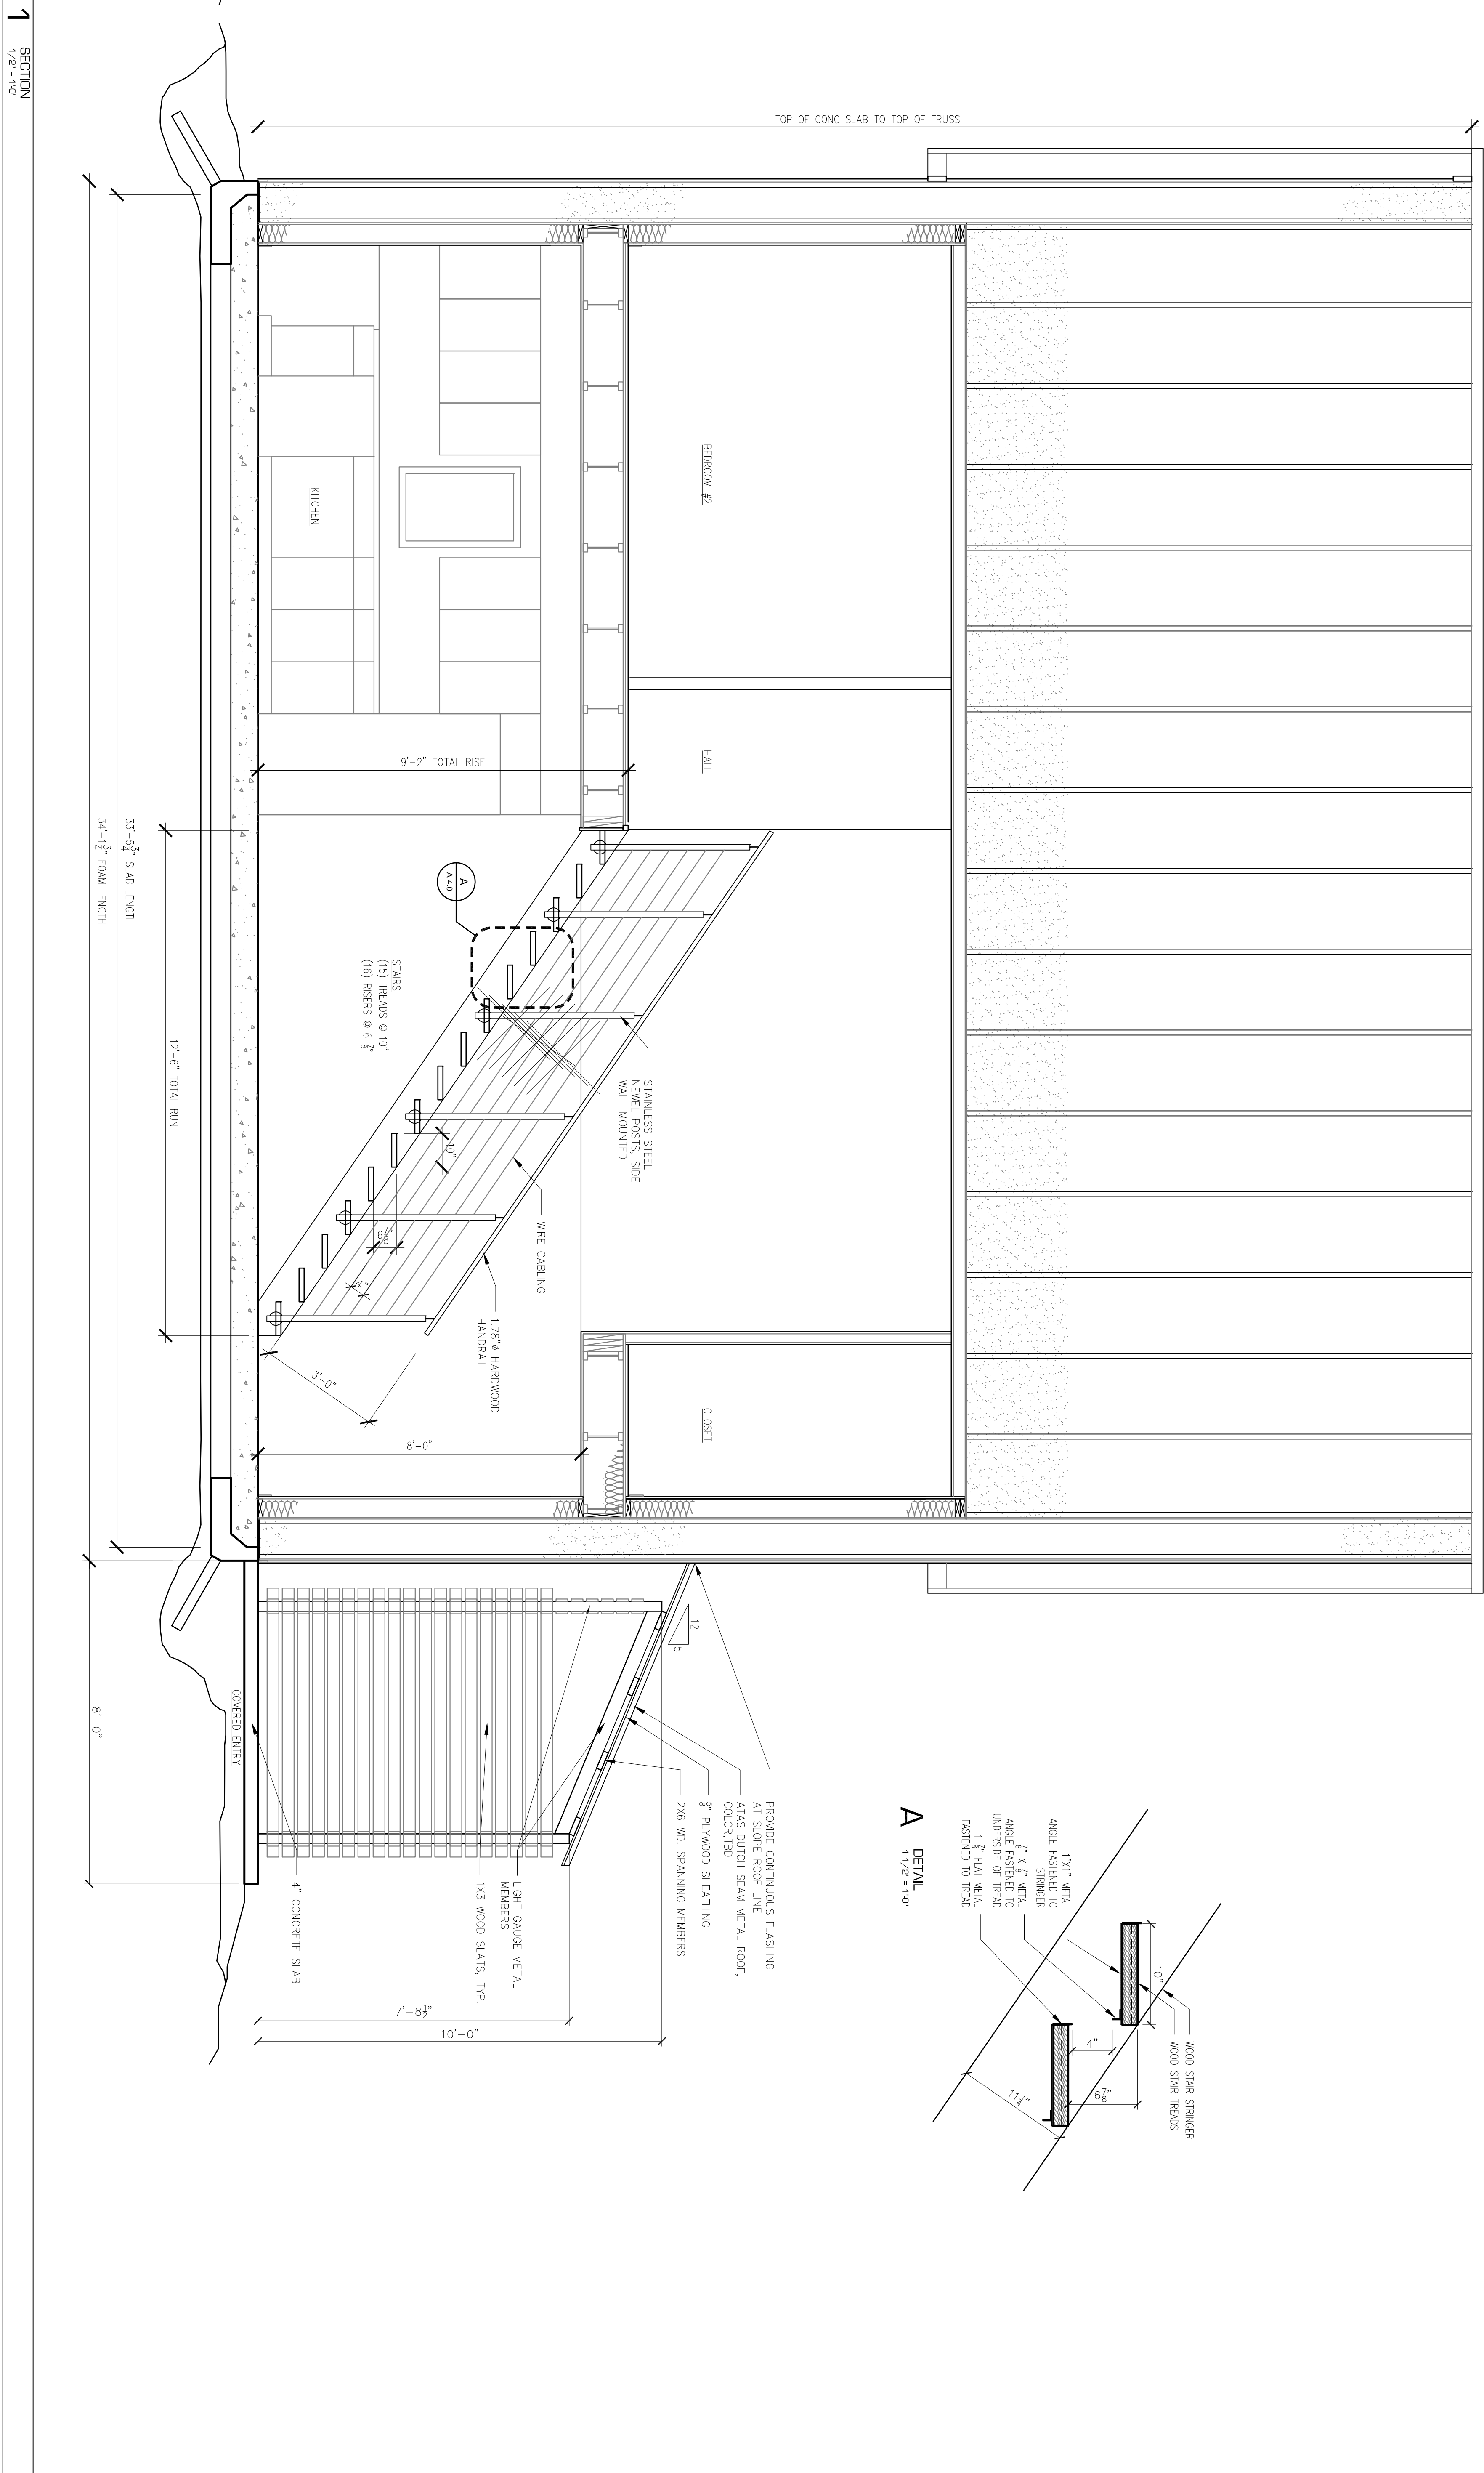 1 SECTION
1/2" = 1'-0"
TOP OF CONC SLAB TO TOP OF TRUSS
BEDROOM #2
HALL
CLOSET
KITCHEN
9'-2" TOTAL RISE
8'-0"
A
A-4.0
STAIRS
(15) TREADS @ 10"
(16) RISERS @ 6 7/8"
STAINLESS STEEL
NEWEL POSTS, SIDE
WALL MOUNTED
WIRE CABLING
1.78"Ø HARDWOOD
HANDRAIL
10"
6 7/8"
4"
3'-0"
12'-6" TOTAL RUN
33'-5 3/4" SLAB LENGTH
34'-1 3/4" FOAM LENGTH
8'-0"
COVERED ENTRY
12
5
PROVIDE CONTINUOUS FLASHING
AT SLOPE ROOF LINE
ATAS DUTCH SEAM METAL ROOF,
COLOR,TBD
5/8" PLYWOOD SHEATHING
2X6 WD. SPANNING MEMBERS
LIGHT GAUGE METAL
MEMBERS
1X3 WOOD SLATS, TYP.
4" CONCRETE SLAB
7'-8 1/2"
10'-0"
A DETAIL
1 1/2" = 1'-0"
1"X1" METAL
ANGLE FASTENED TO
STRINGER
7/8" X 7/8" METAL
ANGLE FASTENED TO
UNDERSIDE OF TREAD
1 7/8" FLAT METAL
FASTENED TO TREAD
10"
4"
6 7/8"
11 1/4"
WOOD STAIR STRINGER
WOOD STAIR TREADS